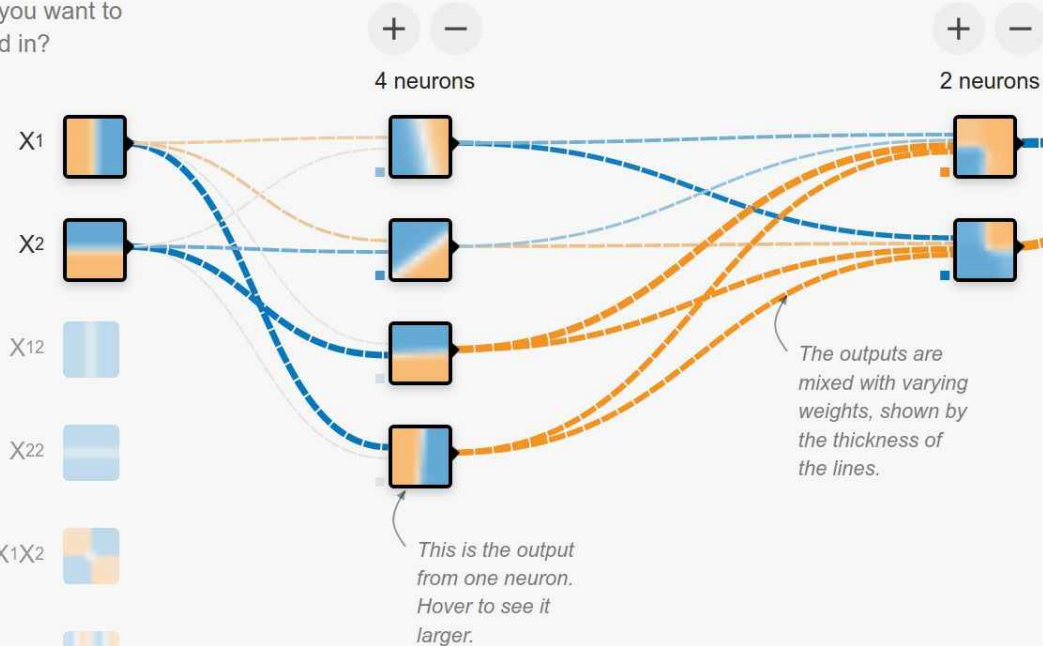 you want to
d in?
+ −
+ −
4 neurons
2 neurons
X1
X2
X12
X22
X1X2
The outputs are
mixed with varying
weights, shown by
the thickness of
the lines.
This is the output
from one neuron.
Hover to see it
larger.